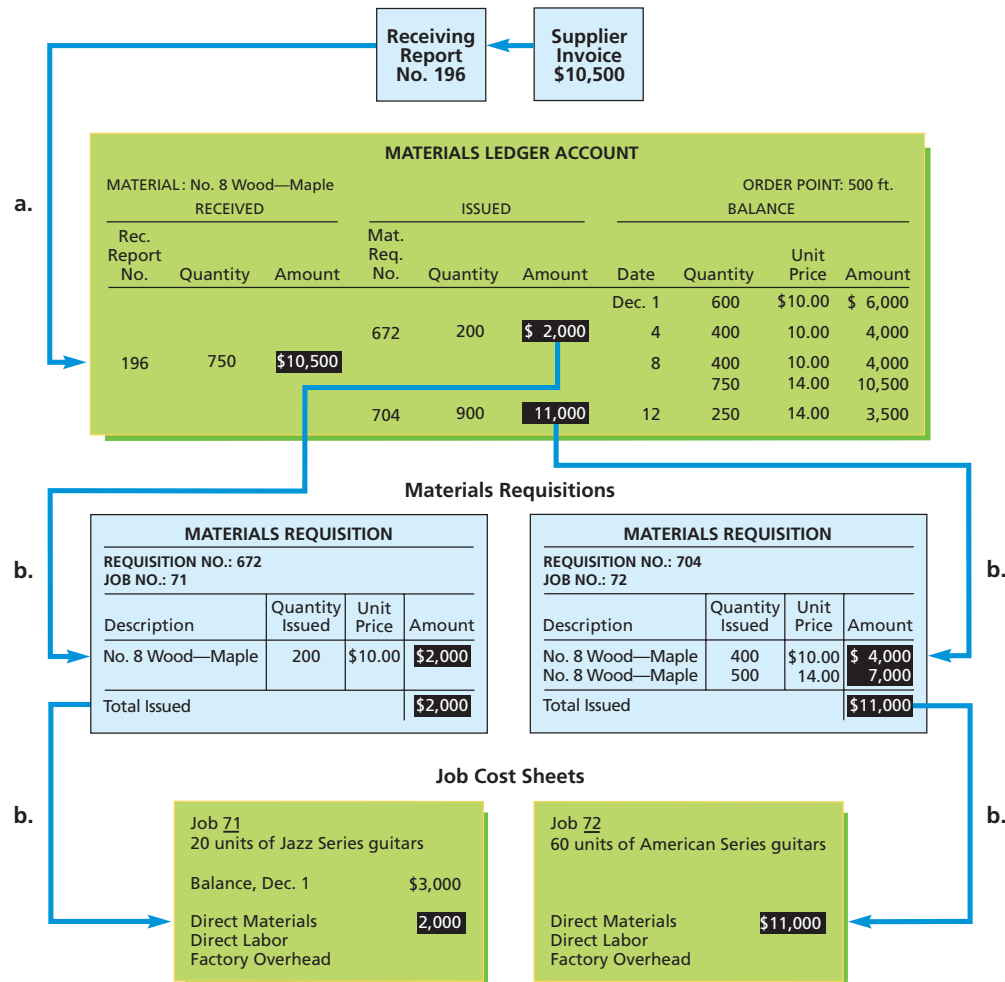 Receiving Report No. 196
Supplier Invoice $10,500
a.
MATERIALS LEDGER ACCOUNT
MATERIAL: No. 8 Wood—Maple ORDER POINT: 500 ft.
RECEIVED ISSUED BALANCE
Rec. Report No. Quantity Amount Mat. Req. No. Quantity Amount Date Quantity Unit Price Amount
Dec. 1 600 $10.00 $ 6,000
672 200 $ 2,000 4 400 10.00 4,000
196 750 $10,500 8 400 10.00 4,000
750 14.00 10,500
704 900 11,000 12 250 14.00 3,500
Materials Requisitions
b.
MATERIALS REQUISITION
REQUISITION NO.: 672
JOB NO.: 71
Description Quantity Issued Unit Price Amount
No. 8 Wood—Maple 200 $10.00 $2,000
Total Issued $2,000
b.
MATERIALS REQUISITION
REQUISITION NO.: 704
JOB NO.: 72
Description Quantity Issued Unit Price Amount
No. 8 Wood—Maple 400 $10.00 $ 4,000
No. 8 Wood—Maple 500 14.00 7,000
Total Issued $11,000
Job Cost Sheets
b.
Job 71
20 units of Jazz Series guitars
Balance, Dec. 1 $3,000
Direct Materials 2,000
Direct Labor
Factory Overhead
b.
Job 72
60 units of American Series guitars
Direct Materials $11,000
Direct Labor
Factory Overhead